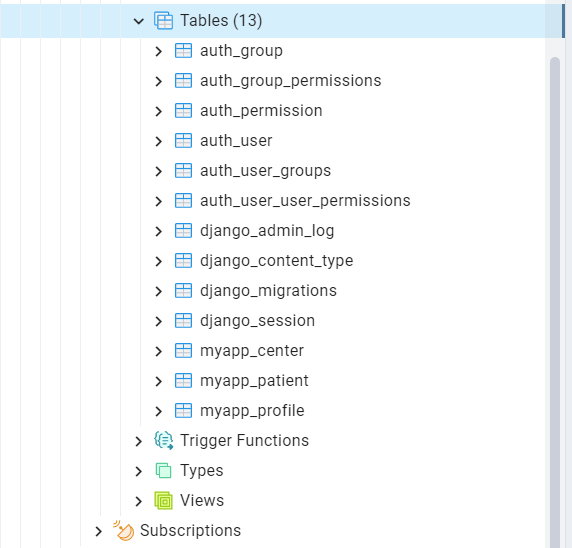 Tables (13)
auth_group
auth_group_permissions
auth_permission
auth_user
auth_user_groups
auth_user_user_permissions
django_admin_log
django_content_type
django_migrations
django_session
myapp_center
myapp_patient
myapp_profile
Trigger Functions
Types
Views
Subscriptions